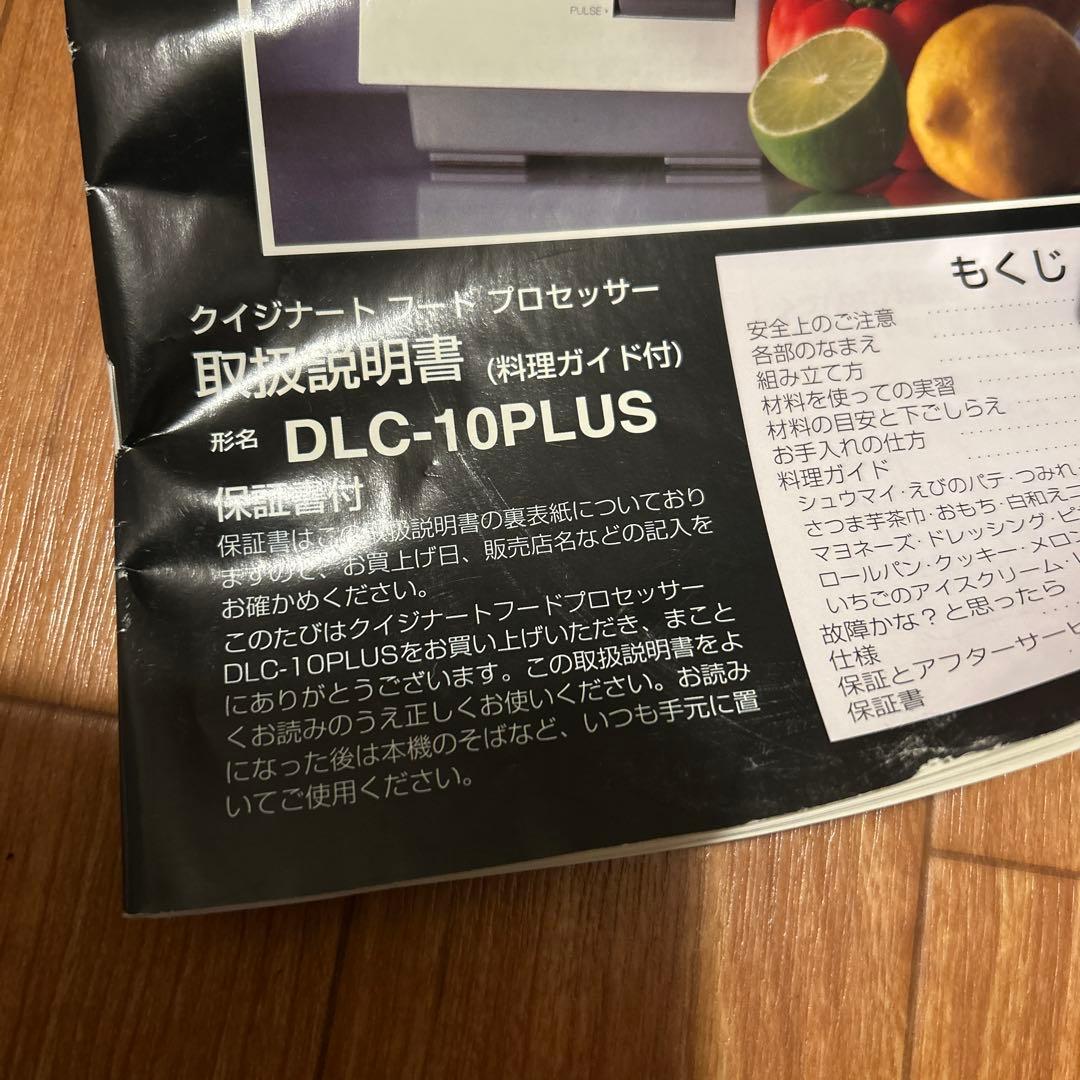 PULSE
クイジナート フード プロセッサー
取扱説明書 (料理ガイド付)
形名 DLC-10PLUS
保証書付
保証書はこの取扱説明書の裏表紙についており
ますので、お買上げ日、販売店名などの記入を
お確かめください。
このたびはクイジナートフードプロセッサー
DLC-10PLUSをお買い上げいただき、まこと
にありがとうございます。この取扱説明書をよ
くお読みのうえ正しくお使いください。お読み
になった後は本機のそばなど、いつも手元に置
いてご使用ください。
もくじ
安全上のご注意
各部のなまえ
組み立て方
材料を使っての実習
材料の目安と下ごしらえ
お手入れの仕方
料理ガイド
シュウマイ・えびのパテ・つみれ
さつま芋茶巾・おもち・白和え
マヨネーズ・ドレッシング・ピ
ロールパン・クッキー・メロン
いちごのアイスクリーム・
故障かな？と思ったら
仕様
保証とアフターサービ
保証書